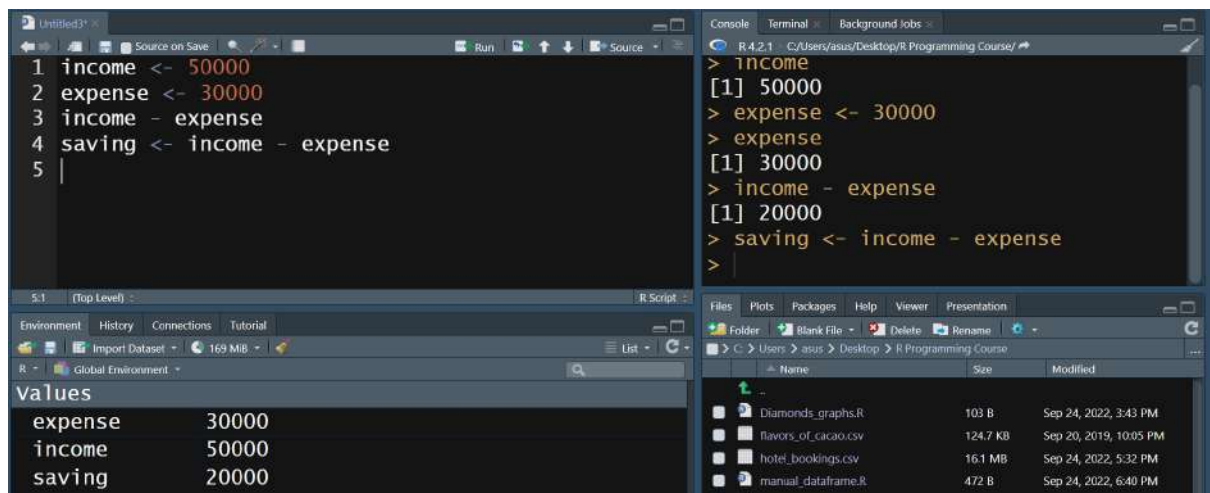 Untitled3*
Source on Save
Run
Source
1 income <- 50000
2 expense <- 30000
3 income - expense
4 saving <- income - expense
5
5:1 (Top Level) R Script
Environment History Connections Tutorial
Import Dataset 169 MiB List
R Global Environment
Values
expense 30000
income 50000
saving 20000
Console Terminal Background Jobs
R 4.2.1 C:/Users/asus/Desktop/R Programming Course/
> income
[1] 50000
> expense <- 30000
> expense
[1] 30000
> income - expense
[1] 20000
> saving <- income - expense
>
Files Plots Packages Help Viewer Presentation
Folder Blank File Delete Rename
C: > Users > asus > Desktop > R Programming Course ...
Name Size Modified
..
Diamonds_graphs.R 103 B Sep 24, 2022, 3:43 PM
flavors_of_cacao.csv 124.7 KB Sep 20, 2019, 10:05 PM
hotel_bookings.csv 16.1 MB Sep 24, 2022, 5:32 PM
manual_dataframe.R 472 B Sep 24, 2022, 6:40 PM